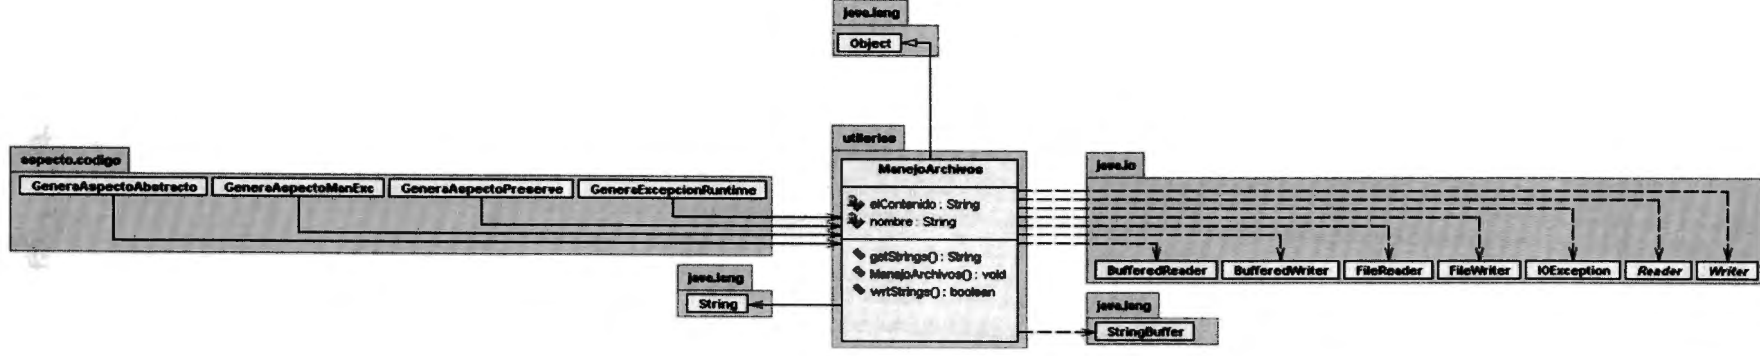 java.lang
Object
utilerias
ManejoArchivos
elContenido : String
nombre : String
getStrings() : String
ManejoArchivos() : void
wrtStrings() : boolean
aspecto.codigo
GeneraAspectoAbstracto
GeneraAspectoManExc
GeneraAspectoPreserve
GeneraExcepcionRuntime
java.lang
String
java.io
BufferedReader
BufferedWriter
FileReader
FileWriter
IOException
Reader
Writer
java.lang
StringBuffer